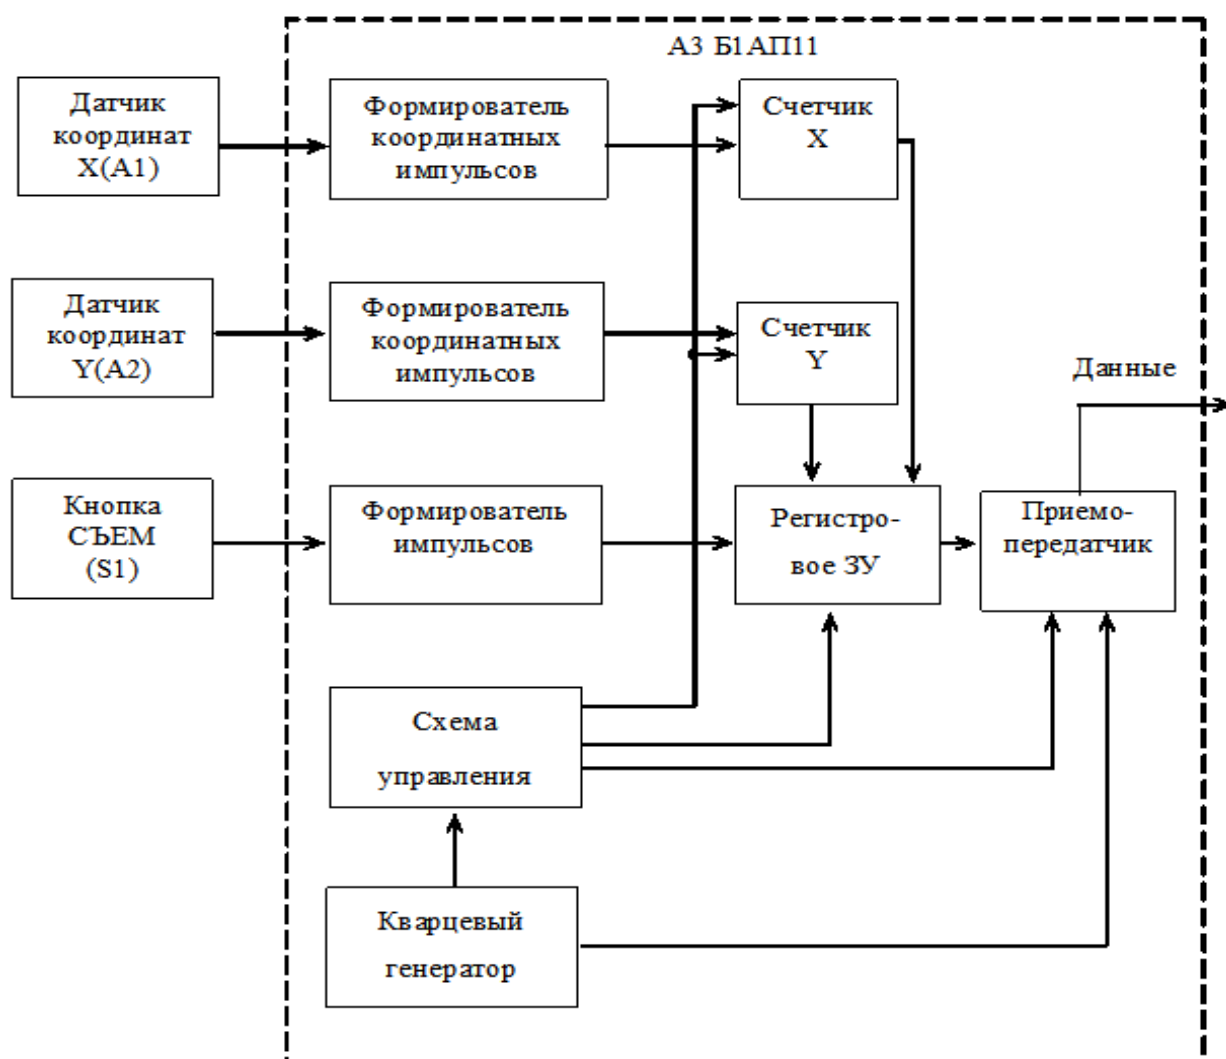 А3 Б1АП11
Датчик
координат
X(A1)
Формирователь
координатных
импульсов
Счетчик
X
Датчик
координат
Y(A2)
Формирователь
координатных
импульсов
Счетчик
Y
Данные
Кнопка
СЪЕМ
(S1)
Формирователь
импульсов
Регистро-
вое ЗУ
Приемо-
передатчик
Схема
управления
Кварцевый
генератор